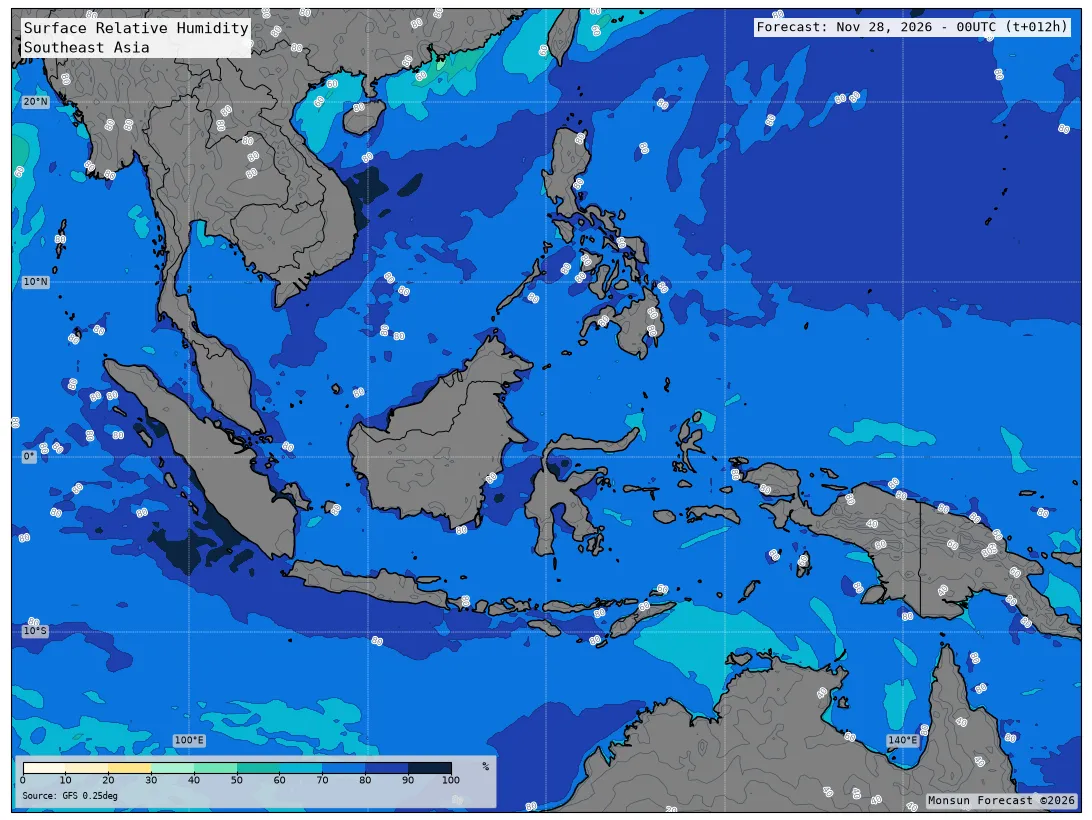 Surface Relative Humidity
Southeast Asia
Forecast: Nov 28, 2026 - 00UTC (t+012h)
20°N
10°N
0°
10°S
100°E
140°E
%
0 10 20 30 40 50 60 70 80 90 100
Source: GFS 0.25deg
Monsun Forecast ©2026